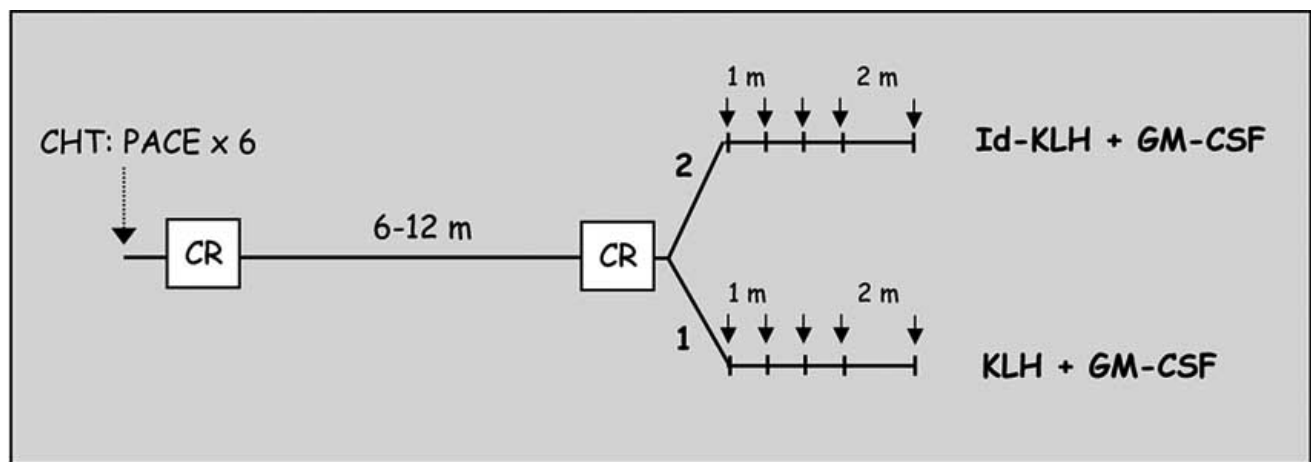 1 m 2 m
CHT: PACE x 6
2
Id-KLH + GM-CSF
CR
6-12 m
CR
1 m 2 m
1
KLH + GM-CSF